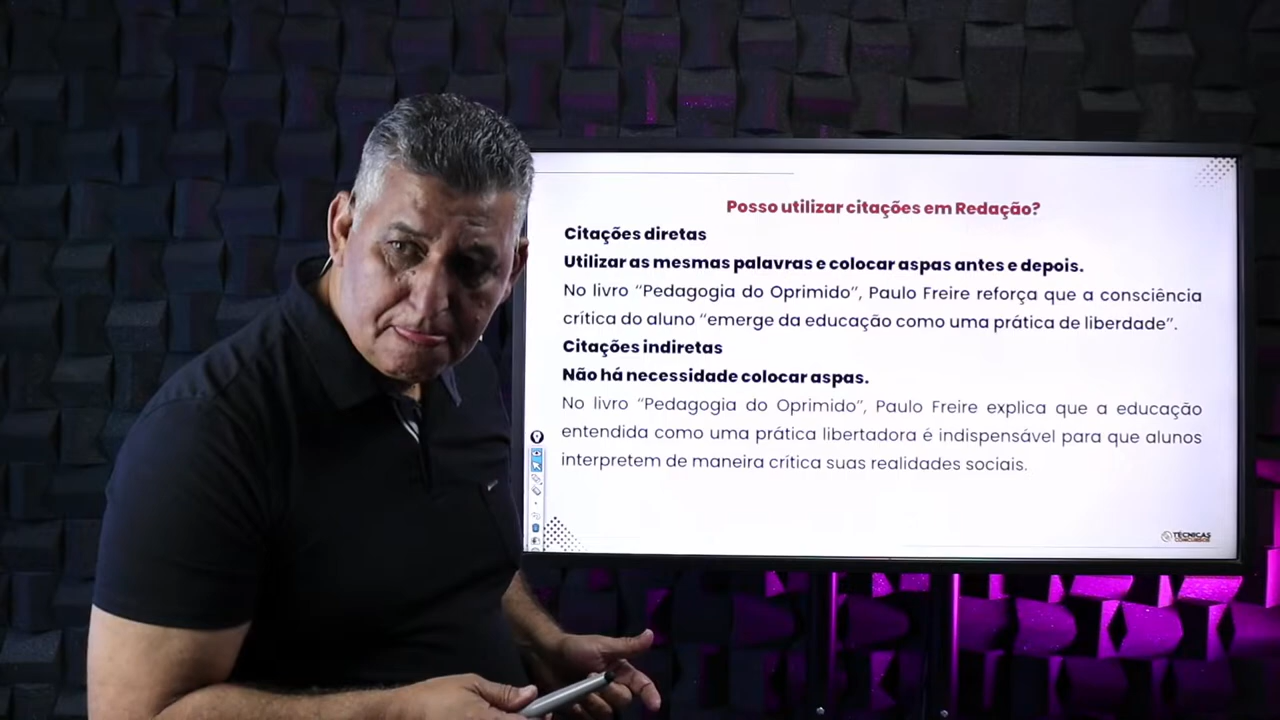 Posso utilizar citações em Redação?
Citações diretas
Utilizar as mesmas palavras e colocar aspas antes e depois.
No livro “Pedagogia do Oprimido”, Paulo Freire reforça que a consciência
crítica do aluno “emerge da educação como uma prática de liberdade”.
Citações indiretas
Não há necessidade colocar aspas.
No livro “Pedagogia do Oprimido”, Paulo Freire explica que a educação
entendida como uma prática libertadora é indispensável para que alunos
interpretem de maneira crítica suas realidades sociais.
TÉCNICAS
CONCURSOS